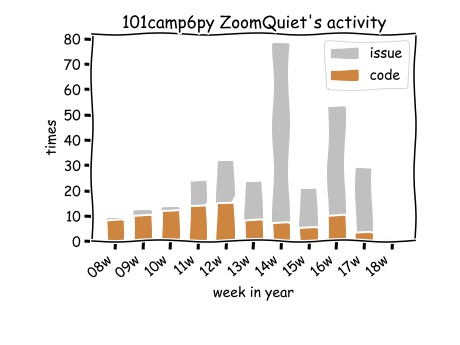 101camp6py ZoomQuiet's activity
80
70
60
50
40
30
20
10
0
times
issue
code
08w
09w
10w
11w
12w
13w
14w
15w
16w
17w
18w
week in year